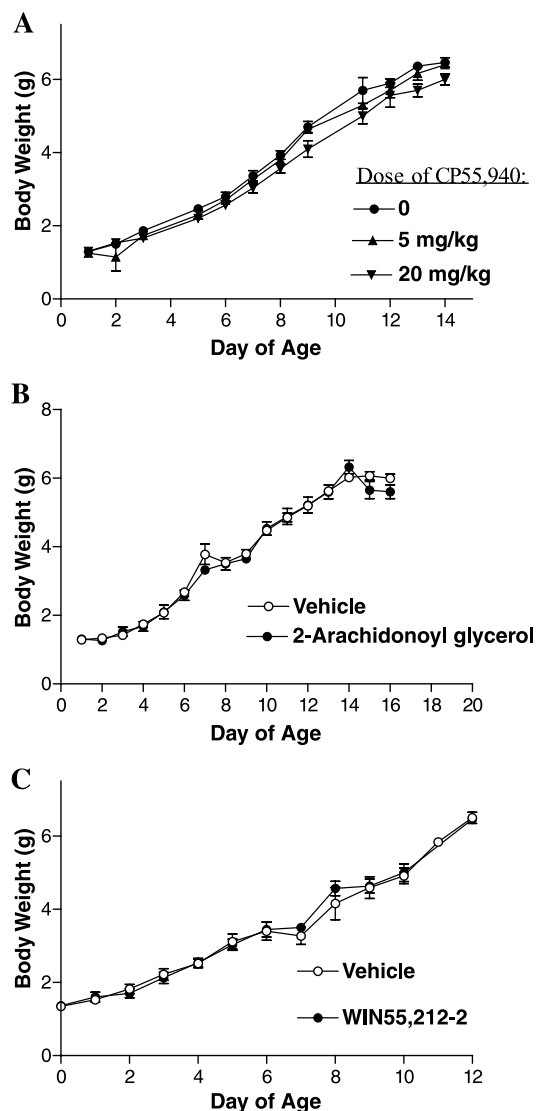 A
Body Weight (g)
6
4
2
0
Dose of CP55,940:
0
5 mg/kg
20 mg/kg
0 2 4 6 8 10 12 14
Day of Age
B
Body Weight (g)
8
6
4
2
0
Vehicle
2-Arachidonoyl glycerol
0 2 4 6 8 10 12 14 16 18 20
Day of Age
C
Body Weight (g)
6
4
2
0
Vehicle
WIN55,212-2
0 2 4 6 8 10 12
Day of Age